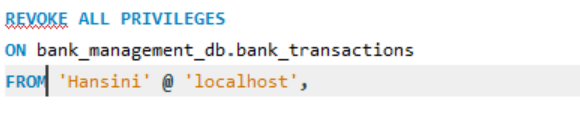 REVOKE ALL PRIVILEGES
ON bank_management_db.bank_transactions
FROM 'Hansini' @ 'localhost',